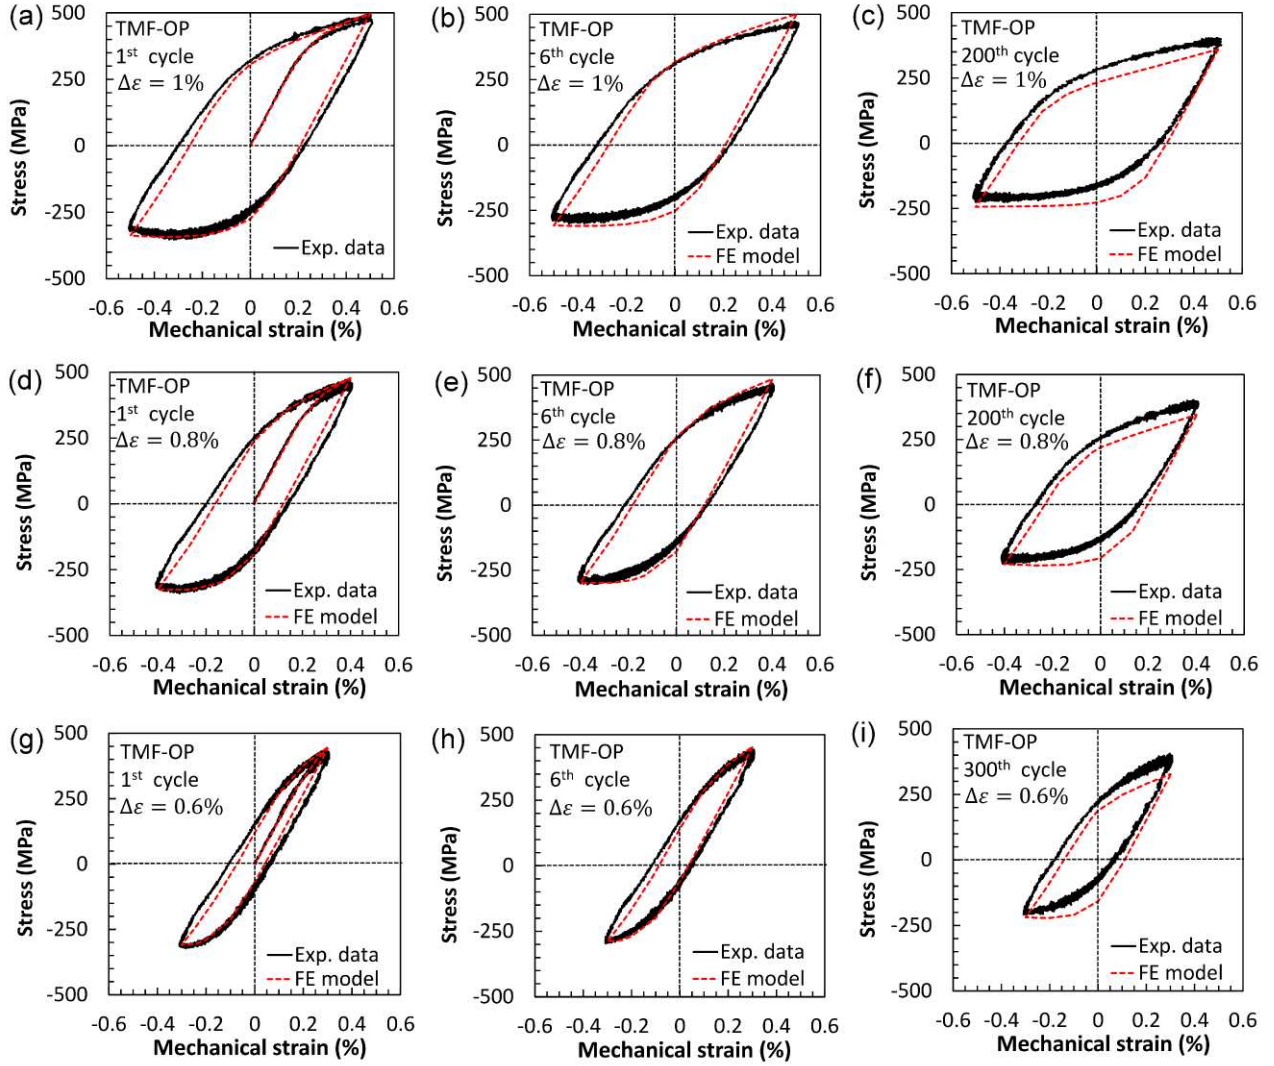 (a)
TMF-OP
1st cycle
Δε = 1%
Exp. data
500
250
0
-250
-500
Stress (MPa)
-0.6 -0.4 -0.2 0 0.2 0.4 0.6
Mechanical strain (%)
(b)
TMF-OP
6th cycle
Δε = 1%
Exp. data
FE model
500
250
0
-250
-500
Stress (MPa)
-0.6 -0.4 -0.2 0 0.2 0.4 0.6
Mechanical strain (%)
(c)
TMF-OP
200th cycle
Δε = 1%
Exp. data
FE model
500
250
0
-250
-500
Stress (MPa)
-0.6 -0.4 -0.2 0 0.2 0.4 0.6
Mechanical strain (%)
(d)
TMF-OP
1st cycle
Δε = 0.8%
Exp. data
FE model
500
250
0
-250
-500
Stress (MPa)
-0.6 -0.4 -0.2 0 0.2 0.4 0.6
Mechanical strain (%)
(e)
TMF-OP
6th cycle
Δε = 0.8%
Exp. data
FE model
500
250
0
-250
-500
Stress (MPa)
-0.6 -0.4 -0.2 0 0.2 0.4 0.6
Mechanical strain (%)
(f)
TMF-OP
200th cycle
Δε = 0.8%
Exp. data
FE model
500
250
0
-250
-500
Stress (MPa)
-0.6 -0.4 -0.2 0 0.2 0.4 0.6
Mechanical strain (%)
(g)
TMF-OP
1st cycle
Δε = 0.6%
Exp. data
FE model
500
250
0
-250
-500
Stress (MPa)
-0.6 -0.4 -0.2 0 0.2 0.4 0.6
Mechanical strain (%)
(h)
TMF-OP
6th cycle
Δε = 0.6%
Exp. data
FE model
500
250
0
-250
-500
Stress (MPa)
-0.6 -0.4 -0.2 0 0.2 0.4 0.6
Mechanical strain (%)
(i)
TMF-OP
300th cycle
Δε = 0.6%
Exp. data
FE model
500
250
0
-250
-500
Stress (MPa)
-0.6 -0.4 -0.2 0 0.2 0.4 0.6
Mechanical strain (%)